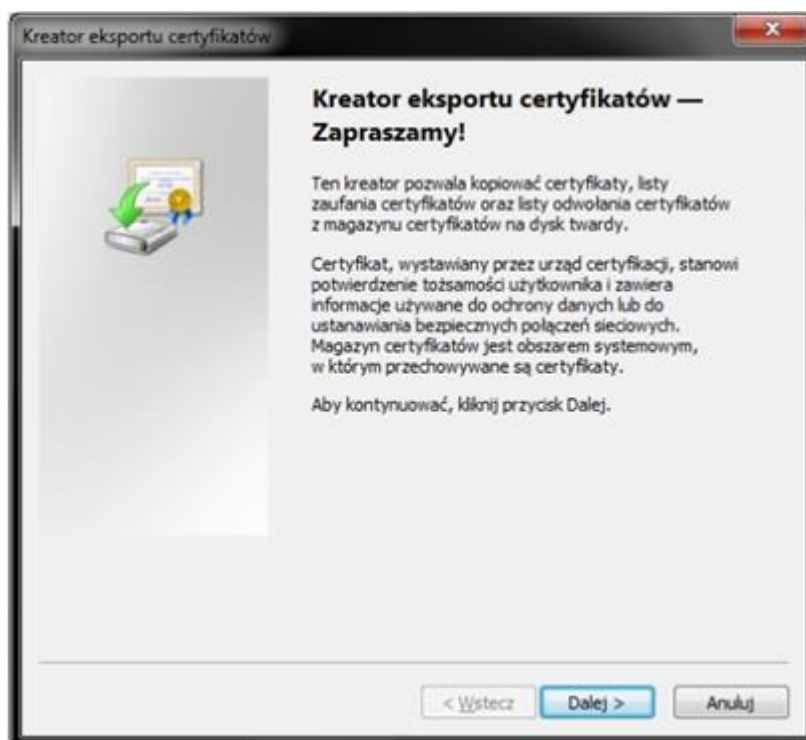 Kreator eksportu certyfikatów
Kreator eksportu certyfikatów —
Zapraszamy!
Ten kreator pozwala kopiować certyfikaty, listy
zaufania certyfikatów oraz listy odwołania certyfikatów
z magazynu certyfikatów na dysk twardy.
Certyfikat, wystawiany przez urząd certyfikacji, stanowi
potwierdzenie tożsamości użytkownika i zawiera
informacje używane do ochrony danych lub do
ustanawiania bezpiecznych połączeń sieciowych.
Magazyn certyfikatów jest obszarem systemowym,
w którym przechowywane są certyfikaty.
Aby kontynuować, kliknij przycisk Dalej.
< Wstecz Dalej > Anuluj